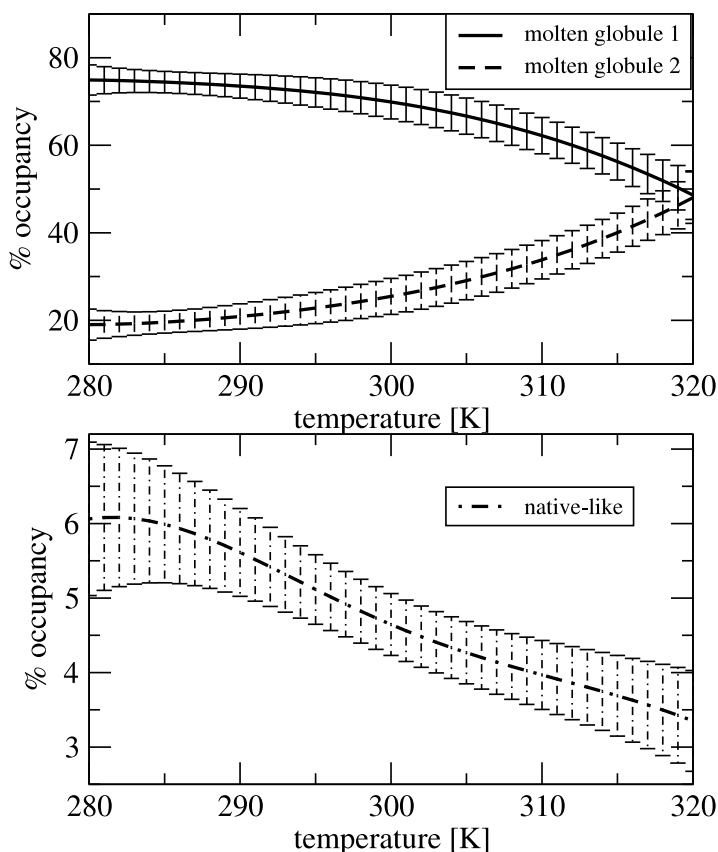 molten globule 1
molten globule 2
80
60
40
20
% occupancy
280 290 300 310 320
temperature [K]
native-like
7
6
5
4
3
% occupancy
280 290 300 310 320
temperature [K]